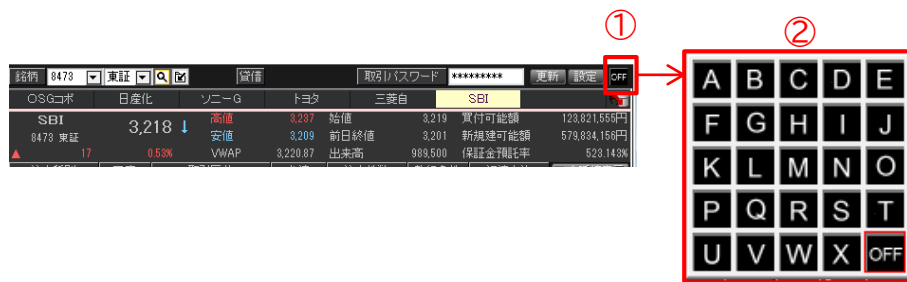 ①
②
銘柄 8473 東証 貸借 取引パスワード ********* 更新 設定 OFF
OSGコボ 日産化 ソニーG トヨタ 三菱自 SBI
SBI 3,218 ↓ 高値 3,237 始値 3,219 買付可能額 123,821,555円
8473 東証 安値 3,209 前日終値 3,201 新規建可能額 579,834,156円
▲ 17 0.53% VWAP 3,220.87 出来高 989,500 保証金預託率 523.143%
A B C D E
F G H I J
K L M N O
P Q R S T
U V W X OFF